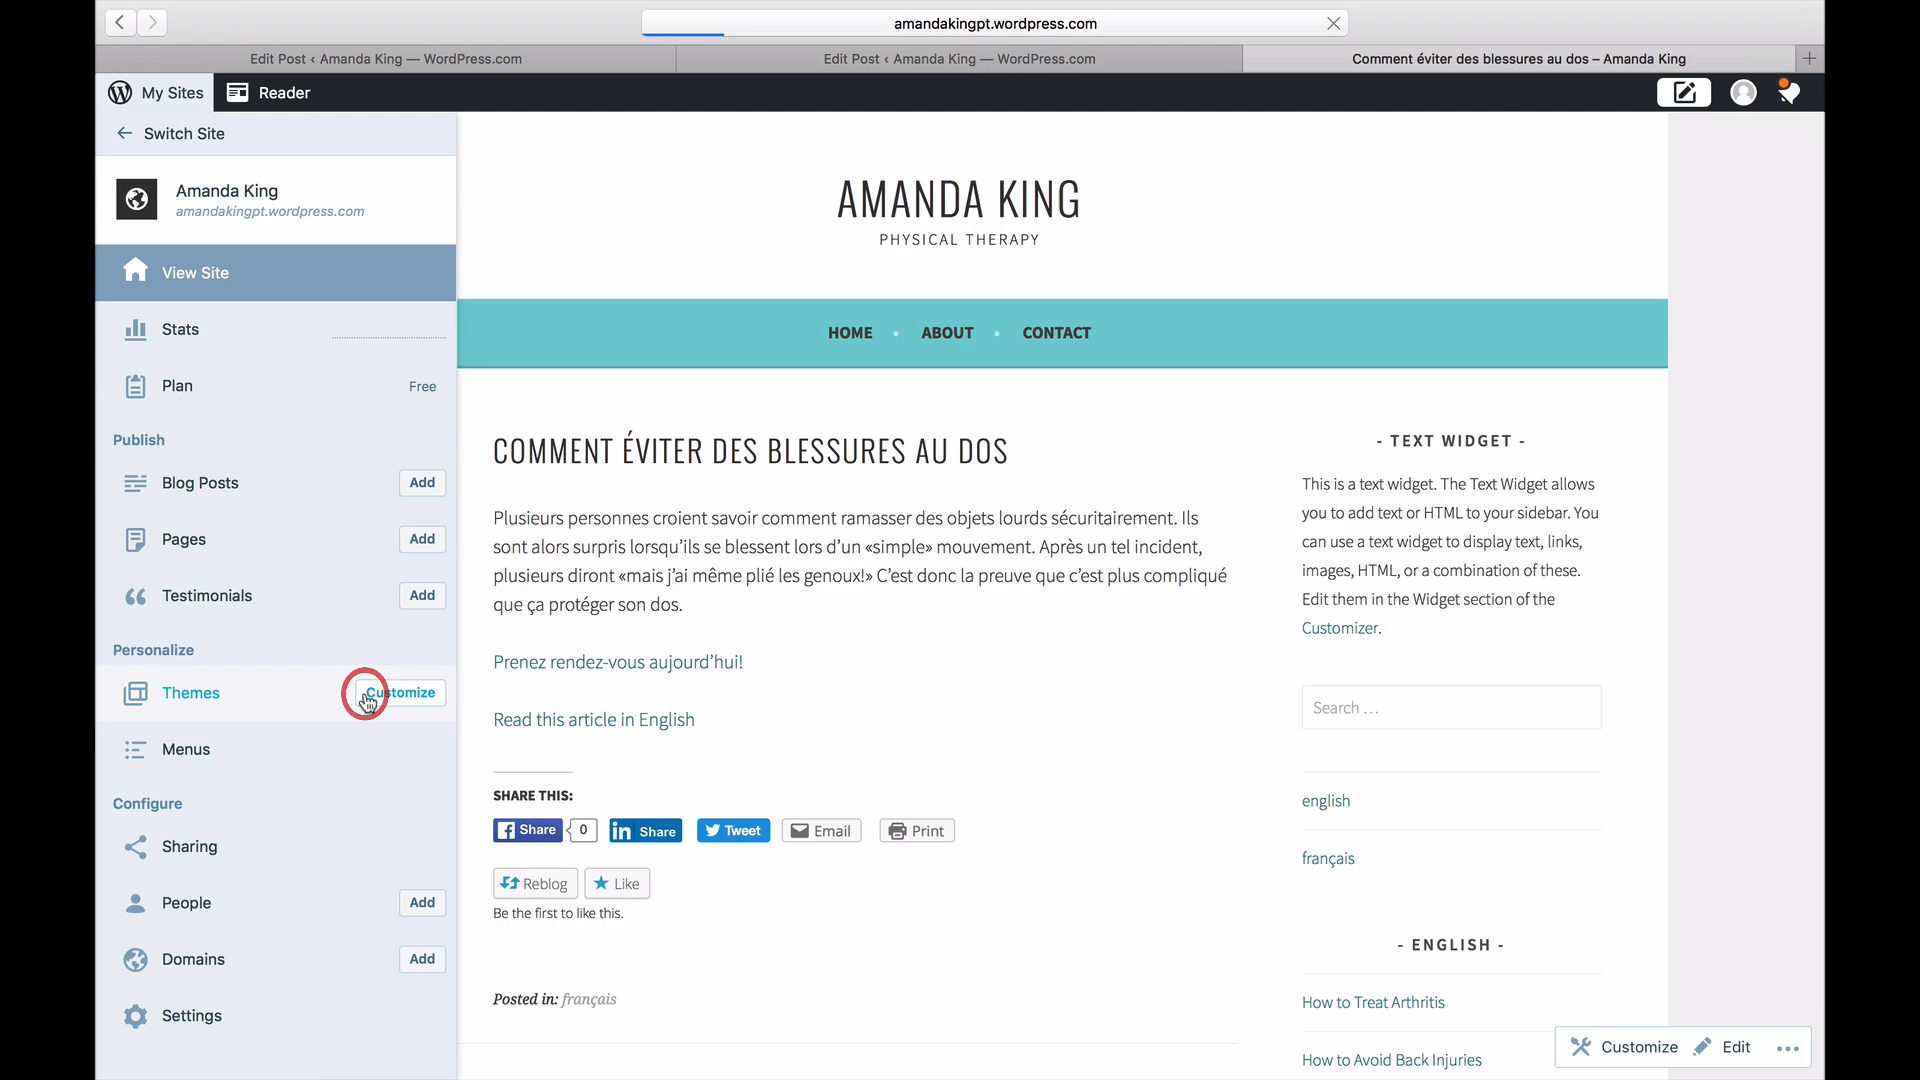 amandakingpt.wordpress.com
Edit Post ‹ Amanda King — WordPress.com
Edit Post ‹ Amanda King — WordPress.com
Comment éviter des blessures au dos – Amanda King
My Sites
Reader
Switch Site
Amanda King
amandakingpt.wordpress.com
View Site
Stats
Plan Free
Publish
Blog Posts Add
Pages Add
Testimonials Add
Personalize
Themes Customize
Menus
Configure
Sharing
People Add
Domains Add
Settings
AMANDA KING
PHYSICAL THERAPY
HOME • ABOUT • CONTACT
COMMENT ÉVITER DES BLESSURES AU DOS
Plusieurs personnes croient savoir comment ramasser des objets lourds sécuritairement. Ils
sont alors surpris lorsqu’ils se blessent lors d’un «simple» mouvement. Après un tel incident,
plusieurs diront «mais j’ai même plié les genoux!» C’est donc la preuve que c’est plus compliqué
que ça protéger son dos.
Prenez rendez-vous aujourd’hui!
Read this article in English
SHARE THIS:
Share 0 Share Tweet Email Print
Reblog Like
Be the first to like this.
Posted in: français
- TEXT WIDGET -
This is a text widget. The Text Widget allows
you to add text or HTML to your sidebar. You
can use a text widget to display text, links,
images, HTML, or a combination of these.
Edit them in the Widget section of the
Customizer.
Search …
english
français
- ENGLISH -
How to Treat Arthritis
How to Avoid Back Injuries
Customize Edit